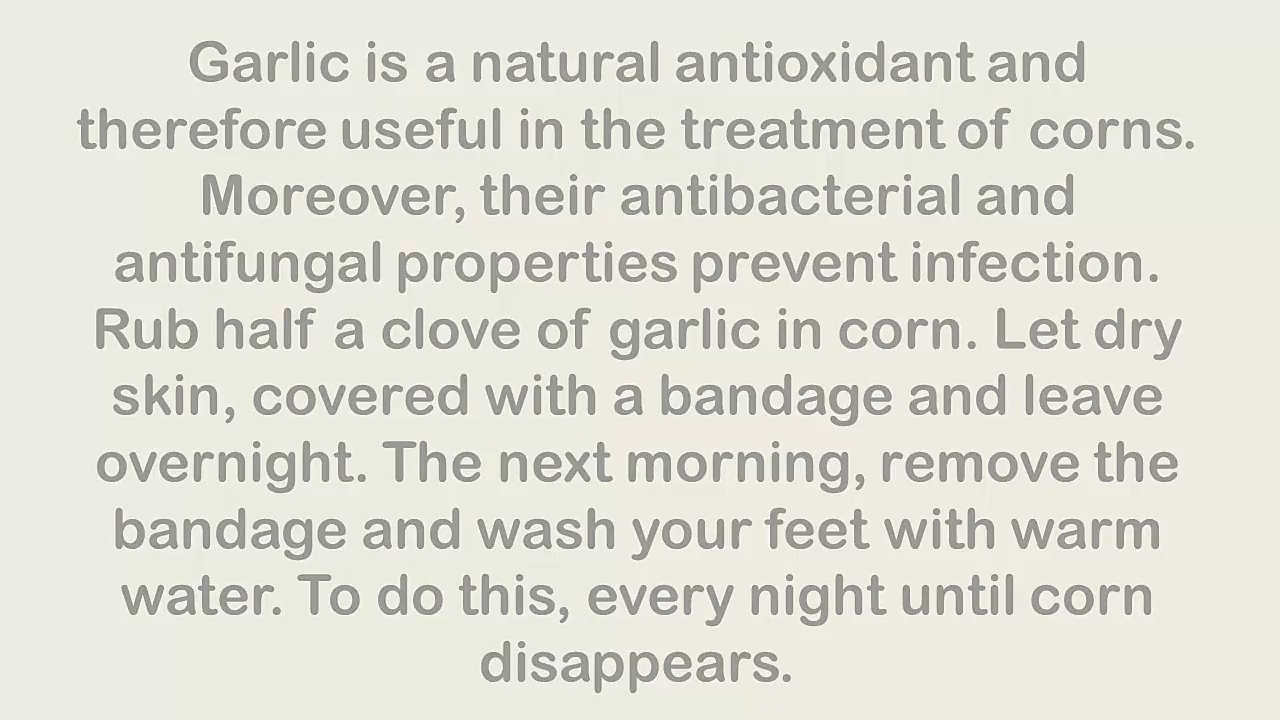 Garlic is a natural antioxidant and
therefore useful in the treatment of corns.
Moreover, their antibacterial and
antifungal properties prevent infection.
Rub half a clove of garlic in corn. Let dry
skin, covered with a bandage and leave
overnight. The next morning, remove the
bandage and wash your feet with warm
water. To do this, every night until corn
disappears.